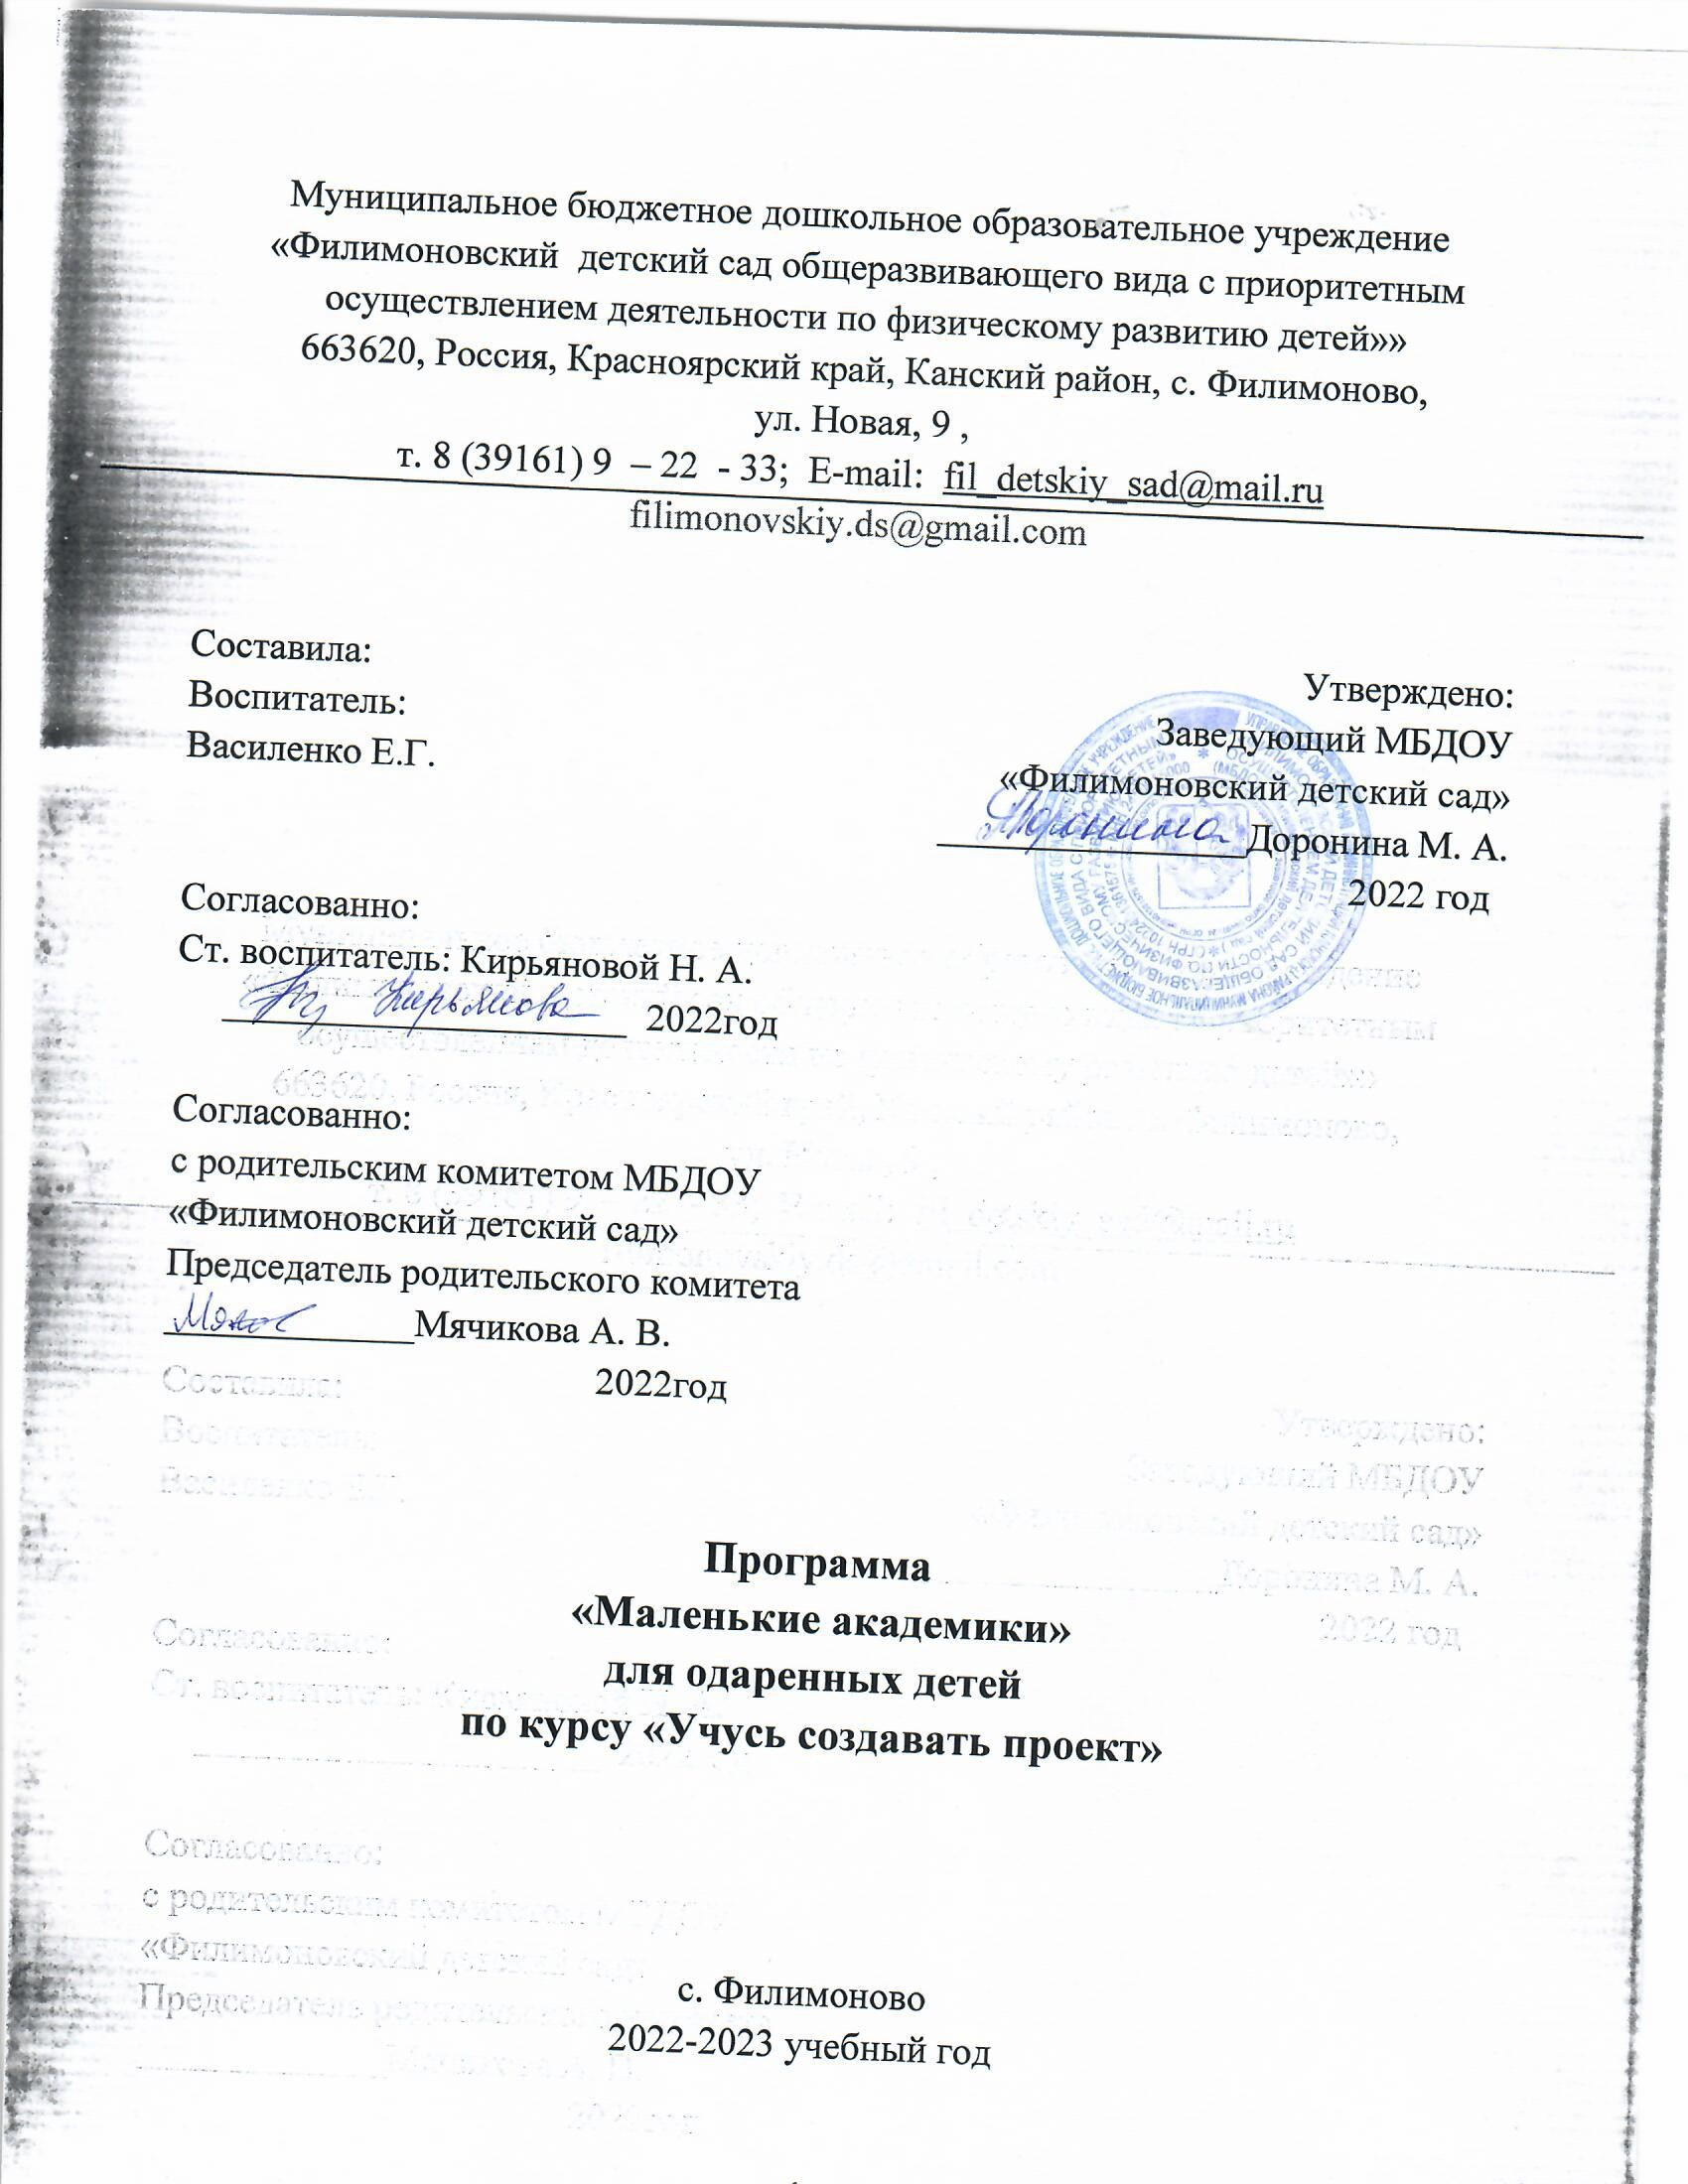 Муниципальное бюджетное дошкольное образовательное учреждение
«Филимоновский детский сад общеразвивающего вида с приоритетным
осуществлением деятельности по физическому развитию детей»»
663620, Россия, Красноярский край, Канский район, с. Филимоново,
ул. Новая, 9 ,
т. 8 (39161) 9 – 22 - 33; E-mail: fil_detskiy_sad@mail.ru
filimonovskiy.ds@gmail.com
Составила:
Воспитатель:
Василенко Е.Г.
Утверждено:
Заведующий МБДОУ
«Филимоновский детский сад»
Доронина М. А.
2022 год
Согласованно:
Ст. воспитатель: Кирьяновой Н. А.
Кирьянова 2022год
Согласованно:
с родительским комитетом МБДОУ
«Филимоновский детский сад»
Председатель родительского комитета
Мячикова А. В.
2022год
Программа
«Маленькие академики»
для одаренных детей
по курсу «Учусь создавать проект»
с. Филимоново
2022-2023 учебный год